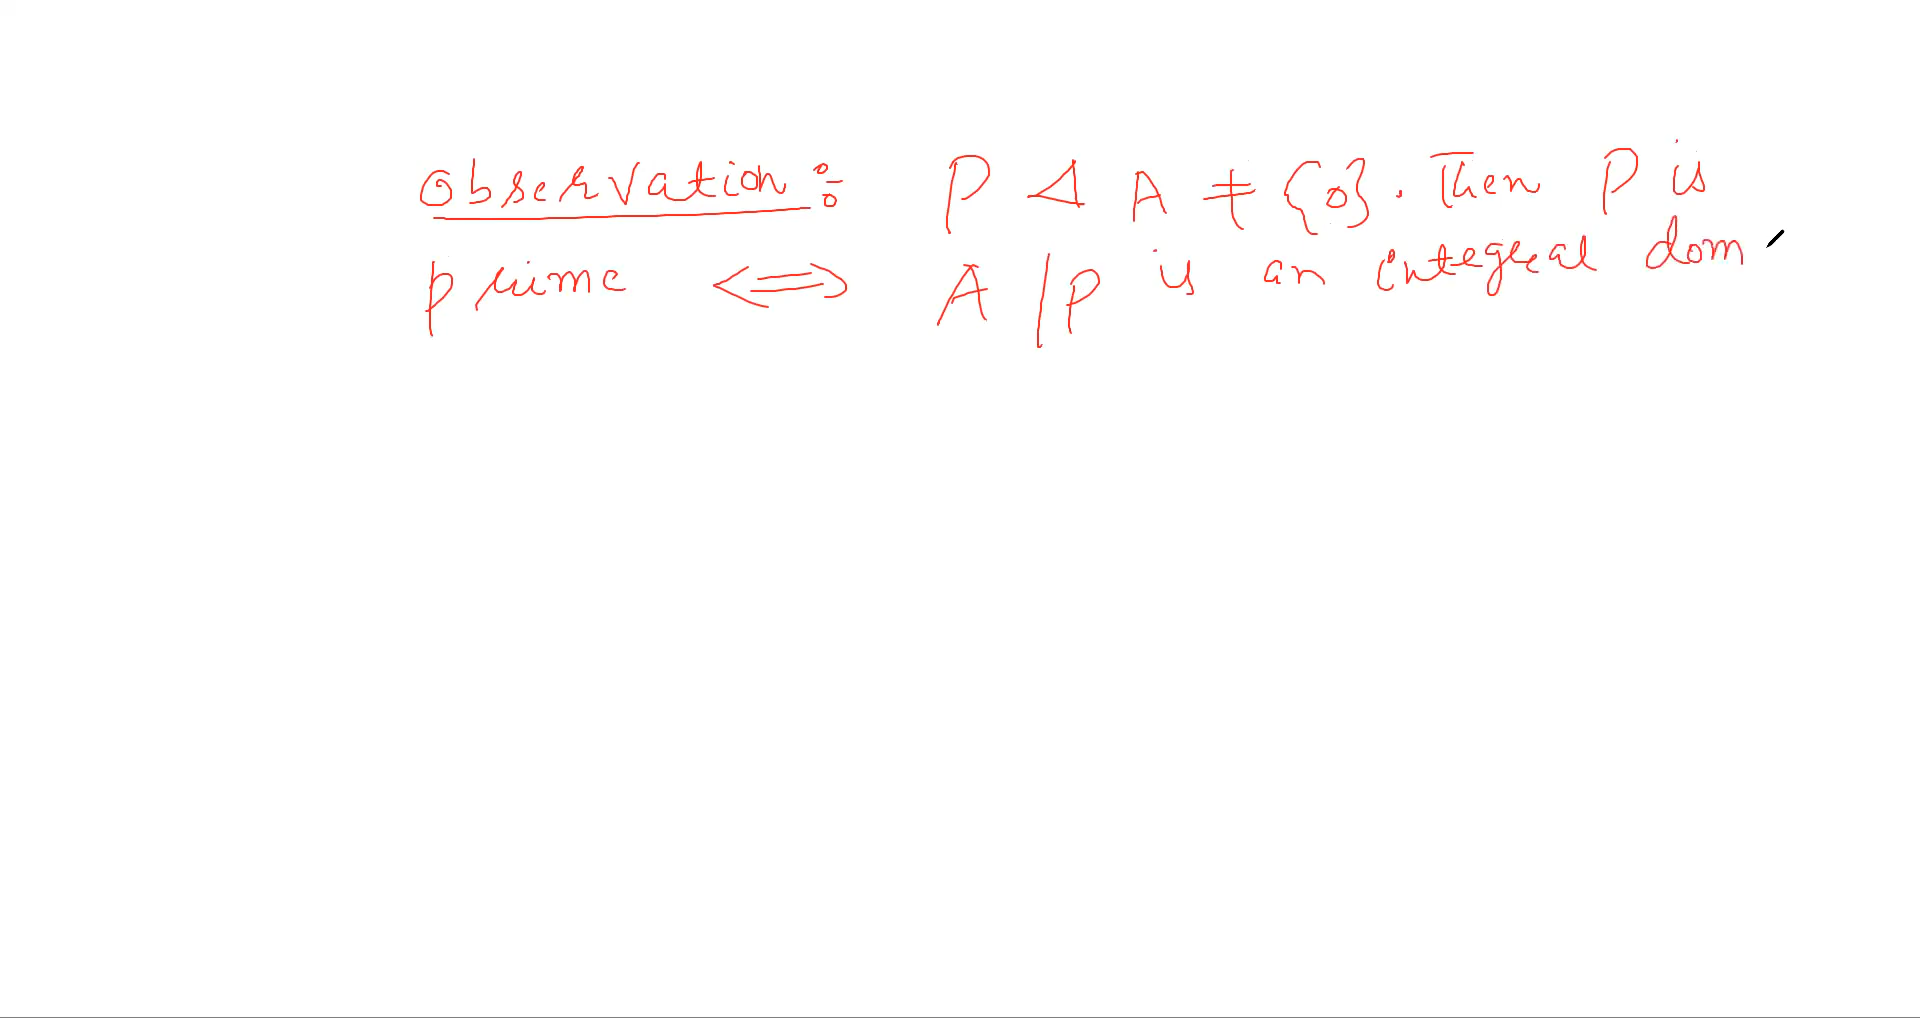 Observation : P ⊲ A ≠ {0}. Then P is
prime ⟺ A/P is an integral dom